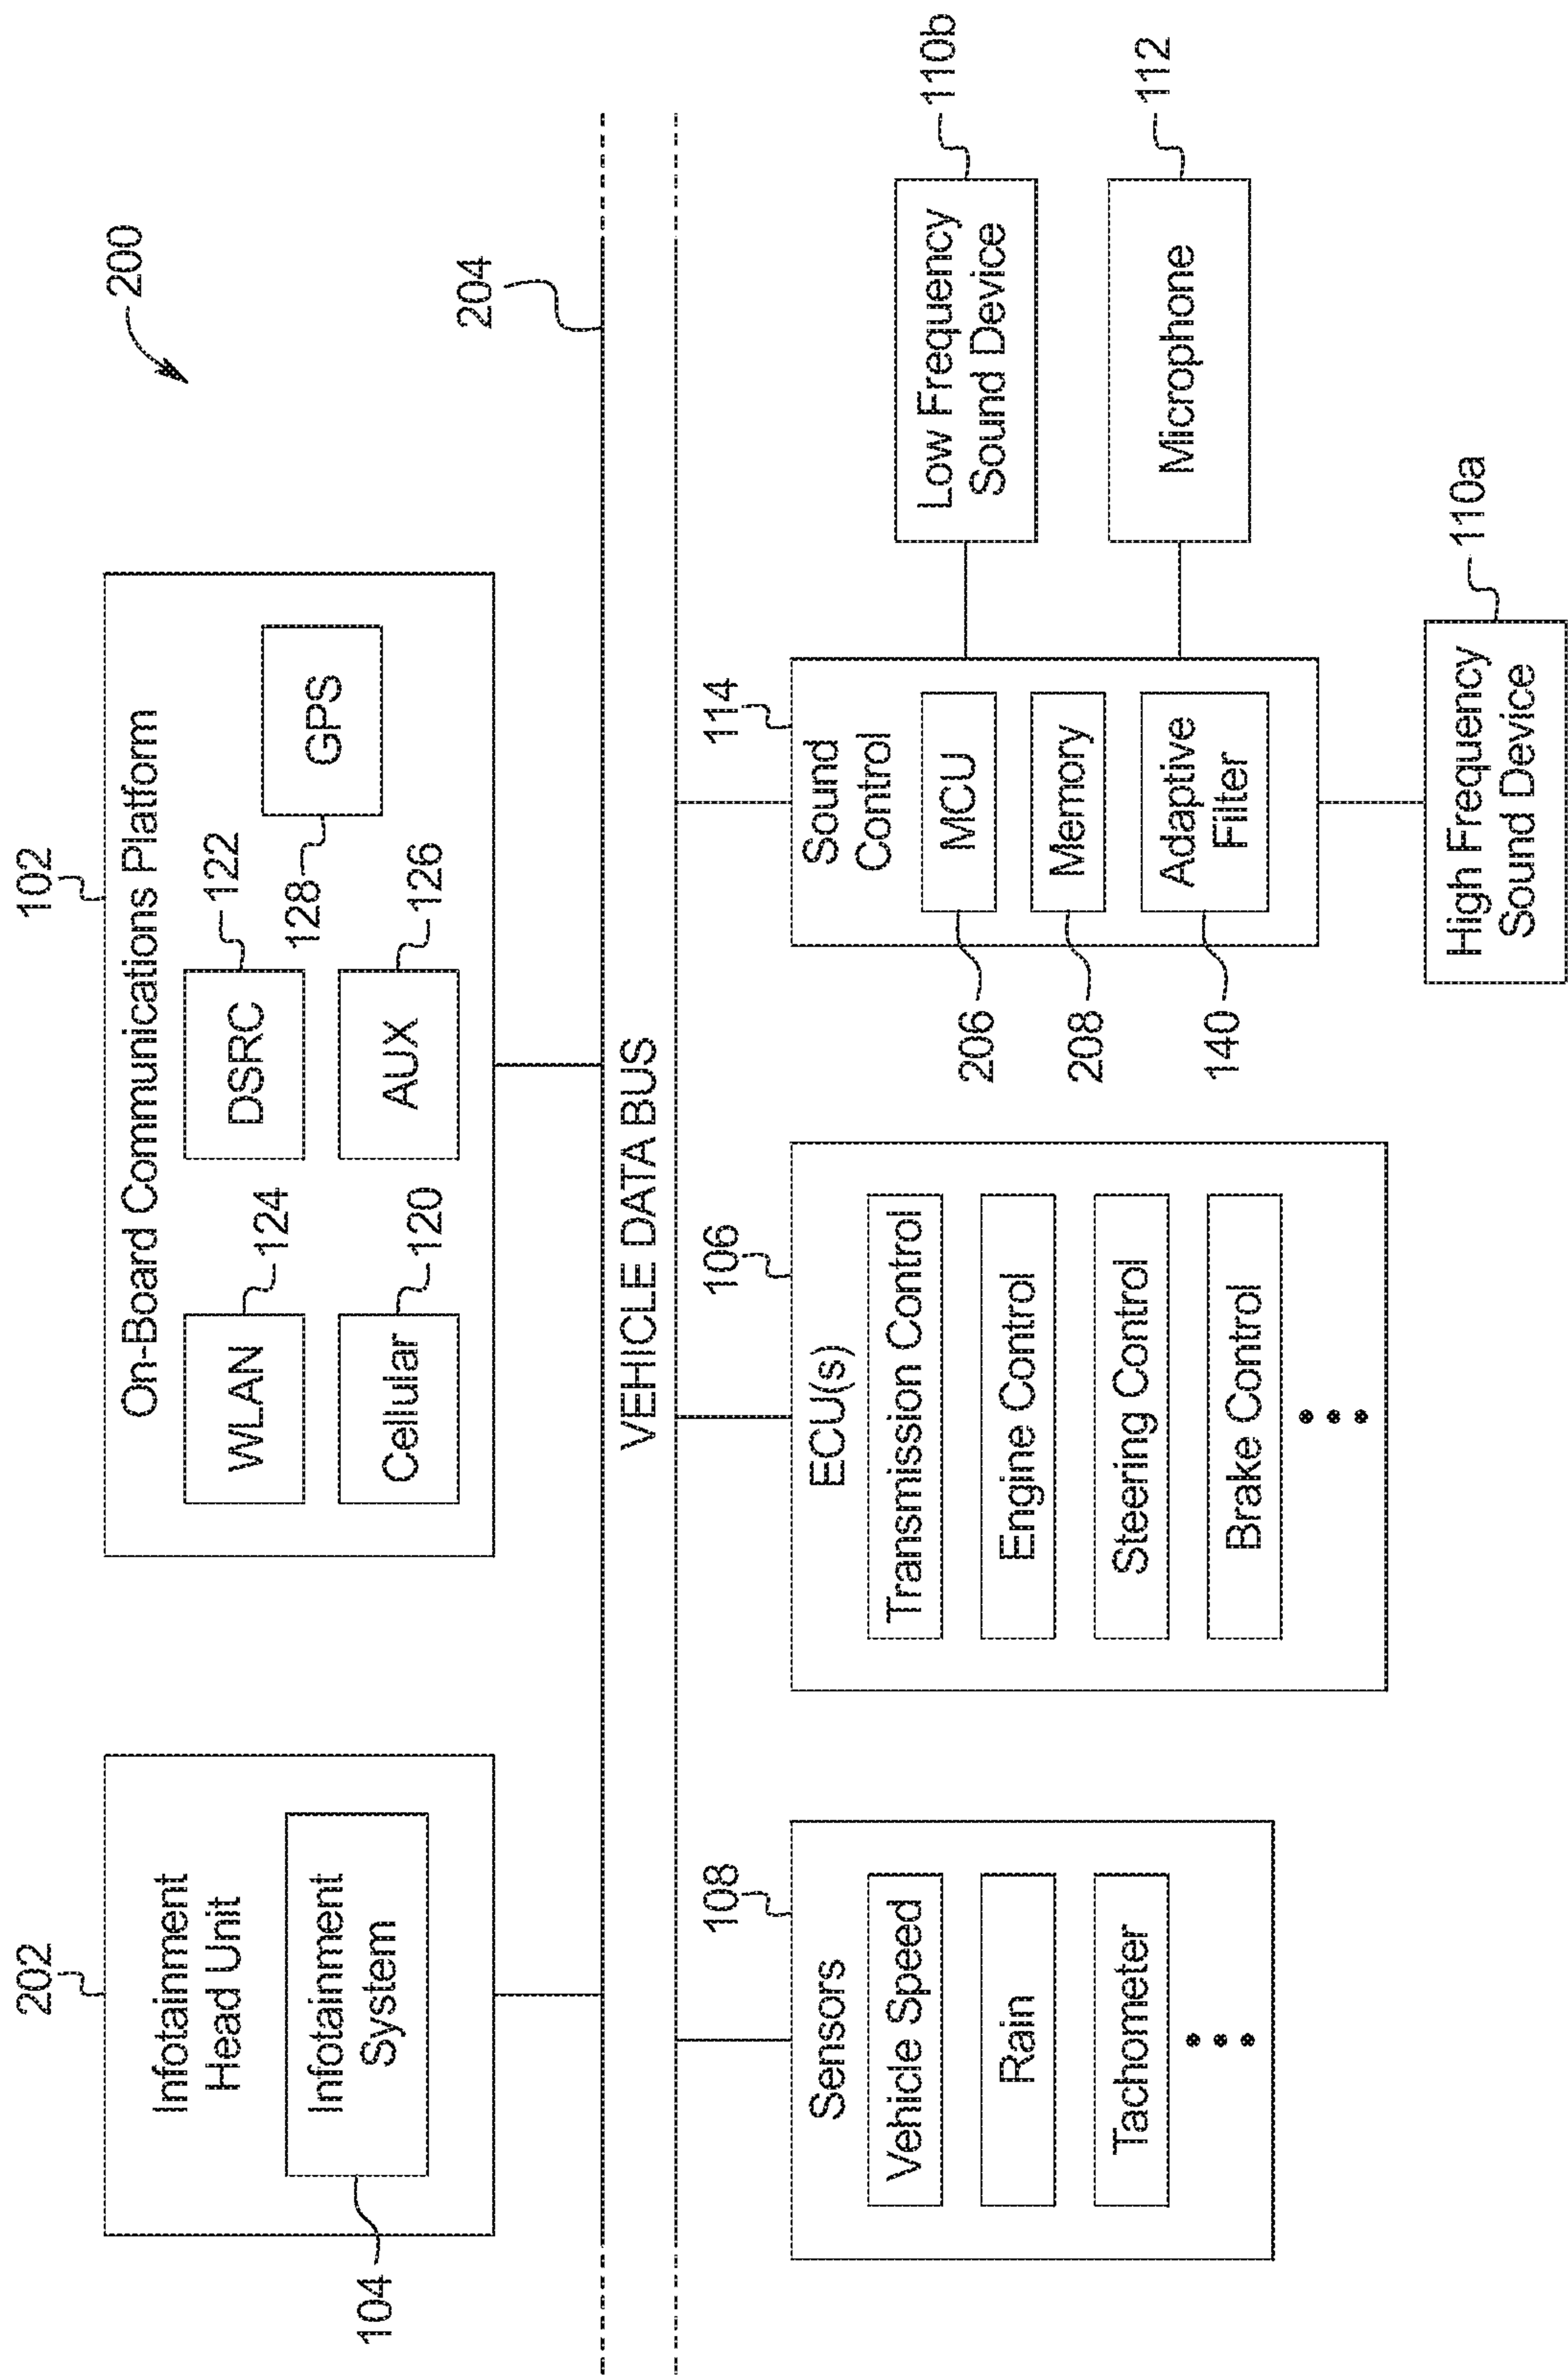 200
202
Infotainment
Head Unit
Infotainment
System
104
102
On-Board Communications Platform
WLAN
124
DSRC
122
Cellular
120
AUX
126
GPS
128
204
VEHICLE DATA BUS
108
Sensors
Vehicle Speed
Rain
Tachometer
106
ECU(s)
Transmission Control
Engine Control
Steering Control
Brake Control
114
Sound
Control
MCU
206
Memory
208
Adaptive
Filter
140
Low Frequency
Sound Device
110b
Microphone
112
High Frequency
Sound Device
110a